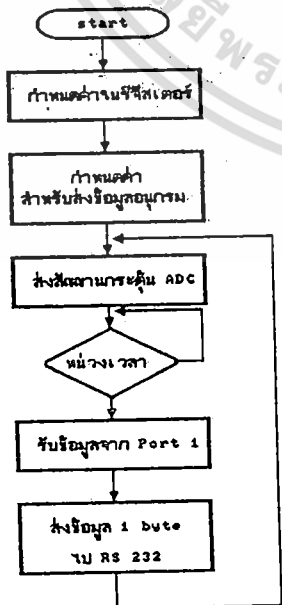 start
กำหนดค่าในรีจีสเตอร์
กำหนดค่า
สำหรับส่งข้อมูลอนุกรม
ส่งสัญญานกระตุ้น ADC
หน่วงเวลา
รับข้อมูลจาก Port 1
ส่งข้อมูล 1 byte
ไป RS 232